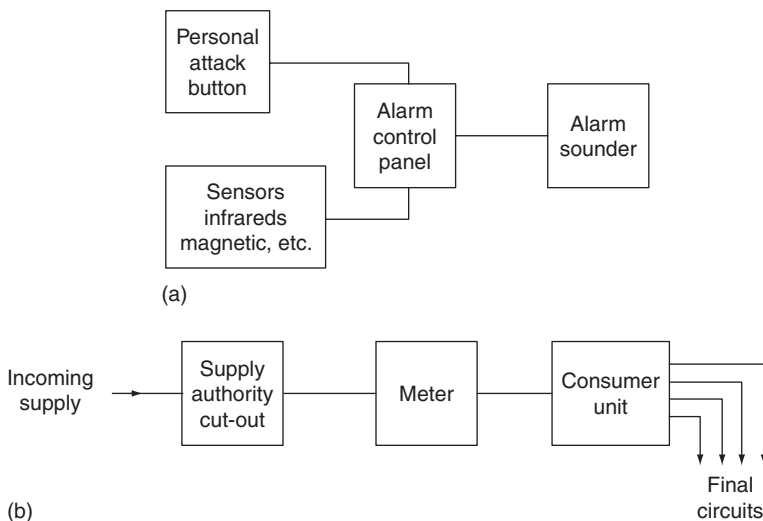 Personal
attack
button
Alarm
control
panel
Alarm
sounder
Sensors
infrareds
magnetic, etc.
(a)
Incoming
supply
Supply
authority
cut-out
Meter
Consumer
unit
Final
circuits
(b)